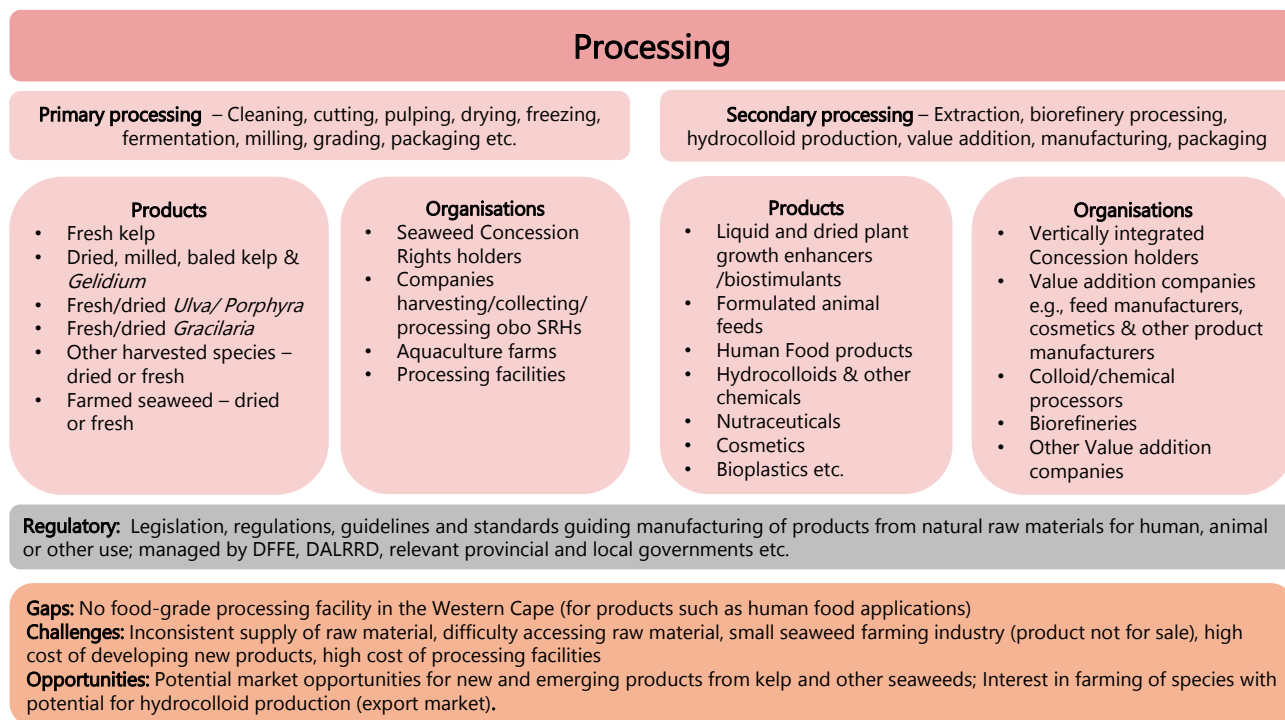 Processing
Primary processing – Cleaning, cutting, pulping, drying, freezing,
fermentation, milling, grading, packaging etc.
Secondary processing – Extraction, biorefinery processing,
hydrocolloid production, value addition, manufacturing, packaging
Products
• Fresh kelp
• Dried, milled, baled kelp &
Gelidium
• Fresh/dried Ulva/ Porphyra
• Fresh/dried Gracilaria
• Other harvested species –
dried or fresh
• Farmed seaweed – dried
or fresh
Organisations
• Seaweed Concession
Rights holders
• Companies
harvesting/collecting/
processing obo SRHs
• Aquaculture farms
• Processing facilities
Products
• Liquid and dried plant
growth enhancers
/biostimulants
• Formulated animal
feeds
• Human Food products
• Hydrocolloids & other
chemicals
• Nutraceuticals
• Cosmetics
• Bioplastics etc.
Organisations
• Vertically integrated
Concession holders
• Value addition companies
e.g., feed manufacturers,
cosmetics & other product
manufacturers
• Colloid/chemical
processors
• Biorefineries
• Other Value addition
companies
Regulatory: Legislation, regulations, guidelines and standards guiding manufacturing of products from natural raw materials for human, animal
or other use; managed by DFFE, DALRRD, relevant provincial and local governments etc.
Gaps: No food-grade processing facility in the Western Cape (for products such as human food applications)
Challenges: Inconsistent supply of raw material, difficulty accessing raw material, small seaweed farming industry (product not for sale), high
cost of developing new products, high cost of processing facilities
Opportunities: Potential market opportunities for new and emerging products from kelp and other seaweeds; Interest in farming of species with
potential for hydrocolloid production (export market).